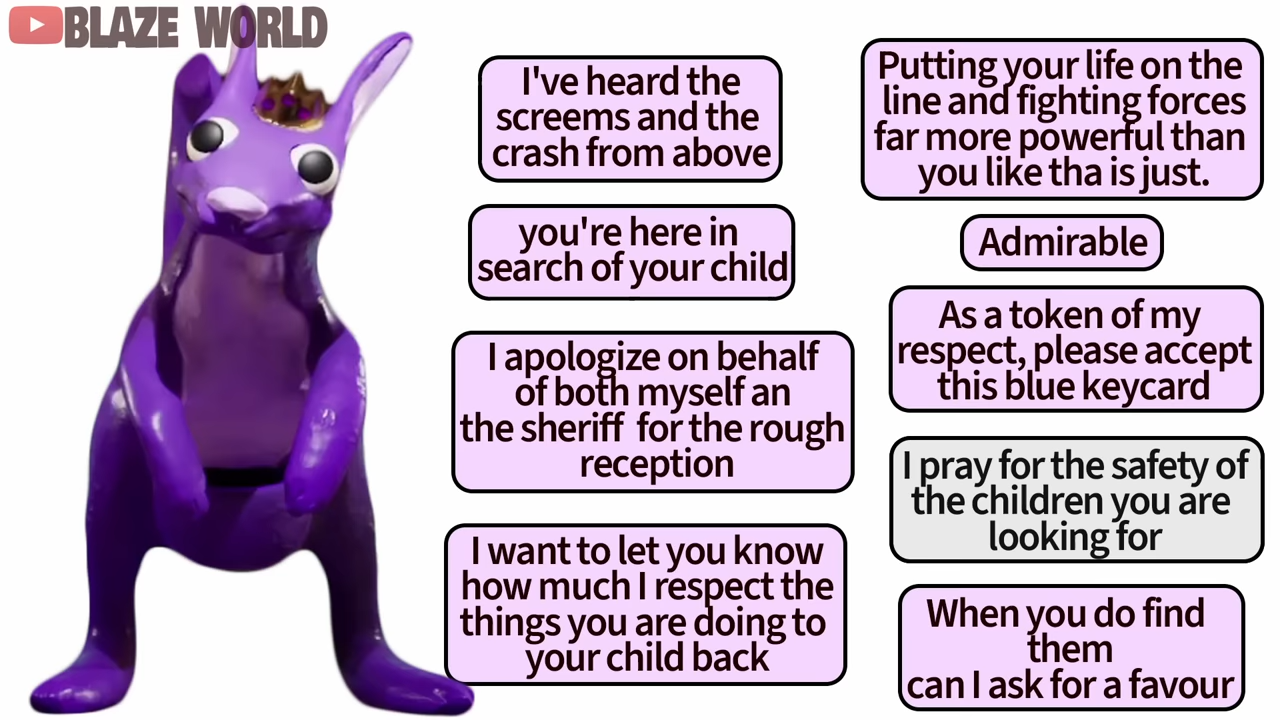 BLAZE WORLD
I've heard the
screems and the
crash from above
you're here in
search of your child
I apologize on behalf
of both myself an
the sheriff for the rough
reception
I want to let you know
how much I respect the
things you are doing to
your child back
Putting your life on the
line and fighting forces
far more powerful than
you like tha is just.
Admirable
As a token of my
respect, please accept
this blue keycard
I pray for the safety of
the children you are
looking for
When you do find
them
can I ask for a favour